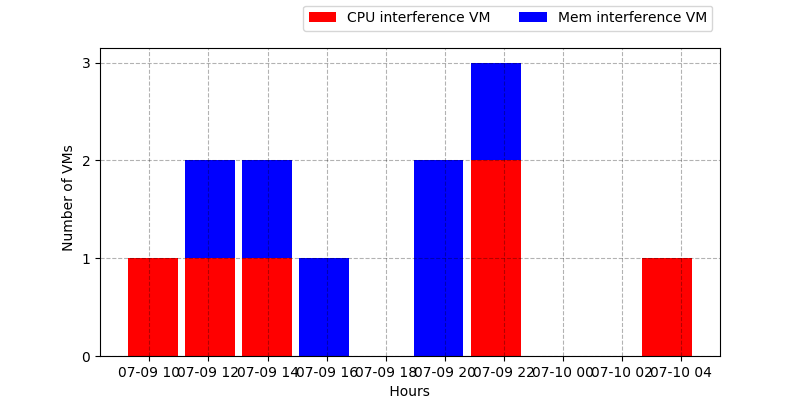 CPU interference VM Mem interference VM
3
2
1
0
Number of VMs
07-09 10 07-09 12 07-09 14 07-09 16 07-09 18 07-09 20 07-09 22 07-10 00 07-10 02 07-10 04
Hours